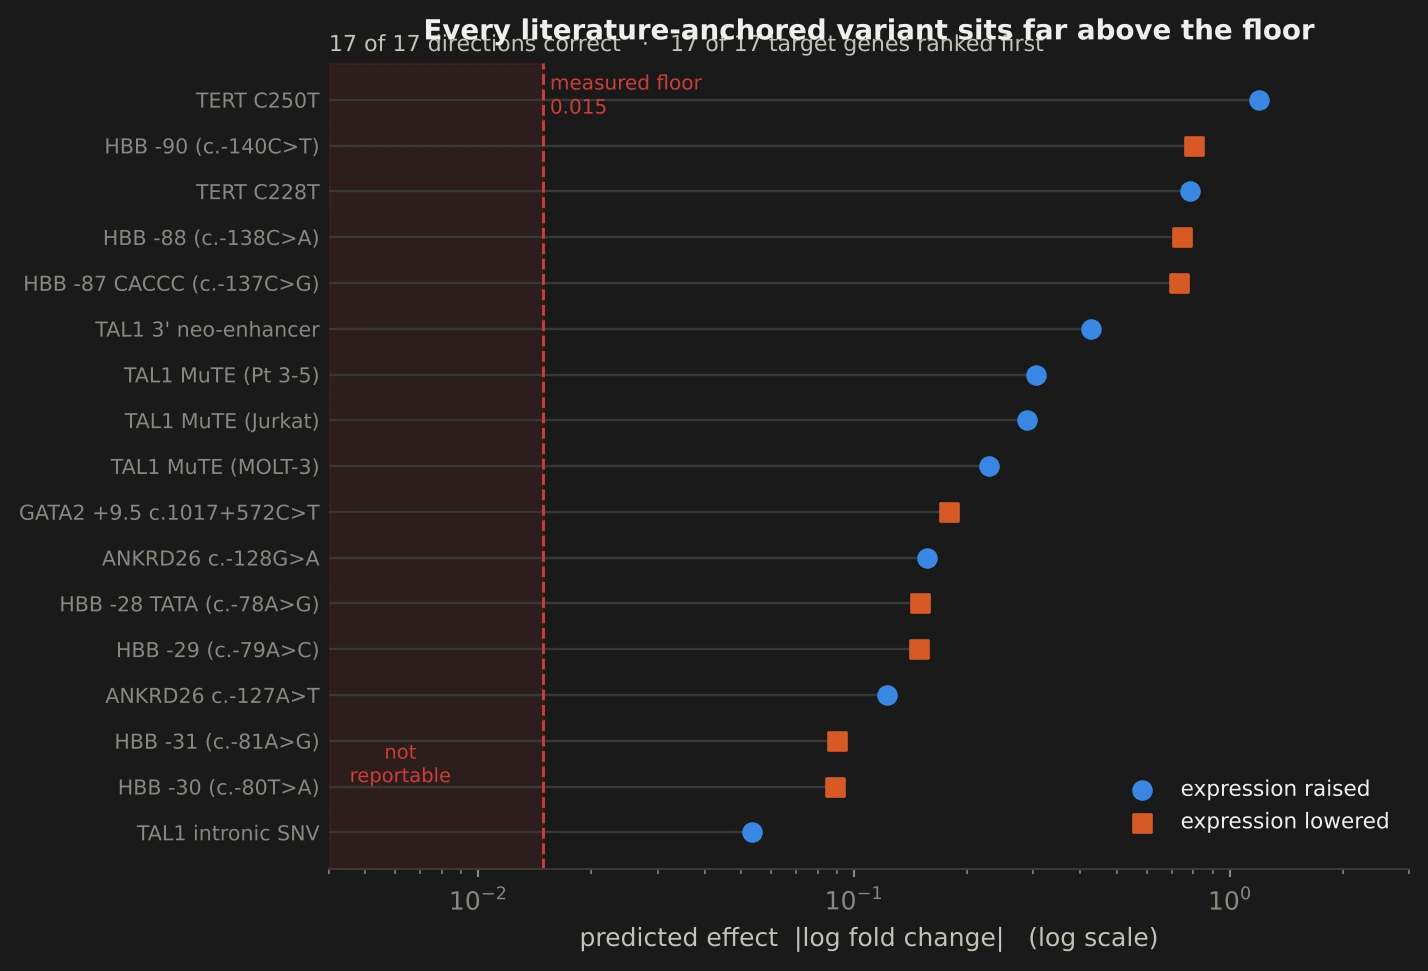 Every literature-anchored variant sits far above the floor
17 of 17 directions correct · 17 of 17 target genes ranked first
measured floor
0.015
TERT C250T
HBB -90 (c.-140C>T)
TERT C228T
HBB -88 (c.-138C>A)
HBB -87 CACCC (c.-137C>G)
TAL1 3' neo-enhancer
TAL1 MuTE (Pt 3-5)
TAL1 MuTE (Jurkat)
TAL1 MuTE (MOLT-3)
GATA2 +9.5 c.1017+572C>T
ANKRD26 c.-128G>A
HBB -28 TATA (c.-78A>G)
HBB -29 (c.-79A>C)
ANKRD26 c.-127A>T
HBB -31 (c.-81A>G)
HBB -30 (c.-80T>A)
TAL1 intronic SNV
not
reportable
expression raised
expression lowered
10⁻² 10⁻¹ 10⁰
predicted effect |log fold change| (log scale)